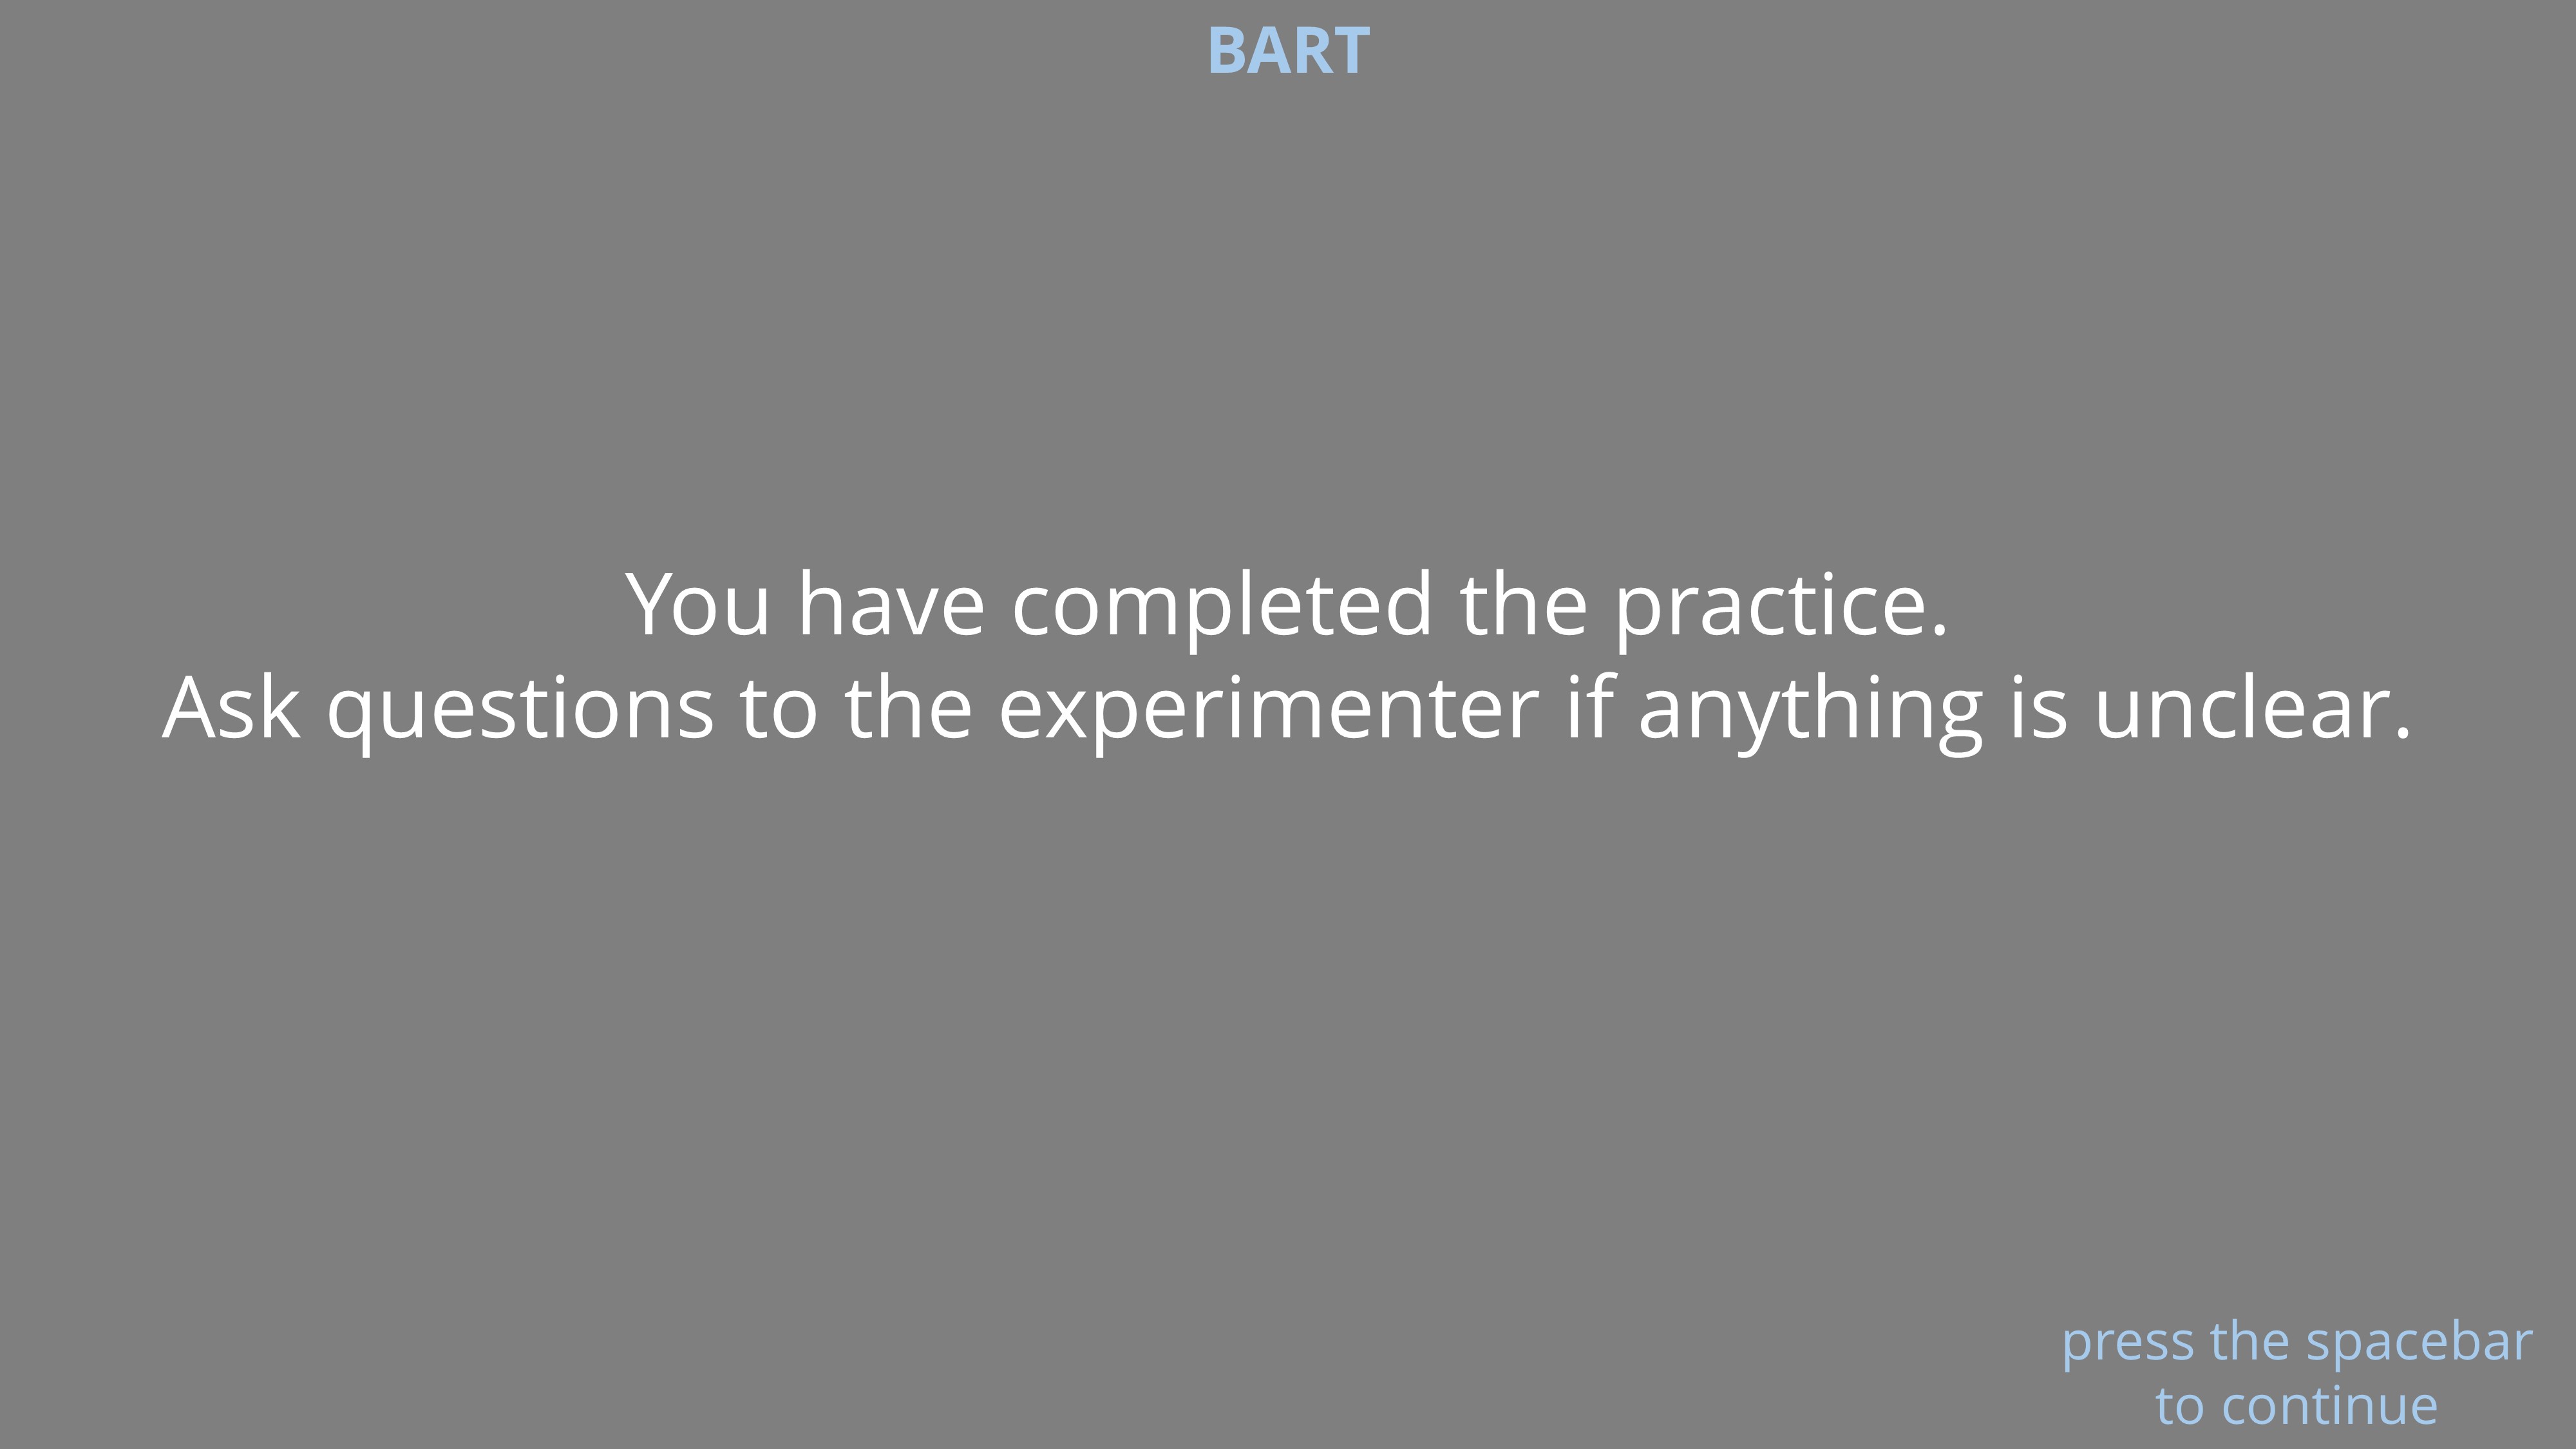 BART
You have completed the practice.
Ask questions to the experimenter if anything is unclear.
press the spacebar
to continue